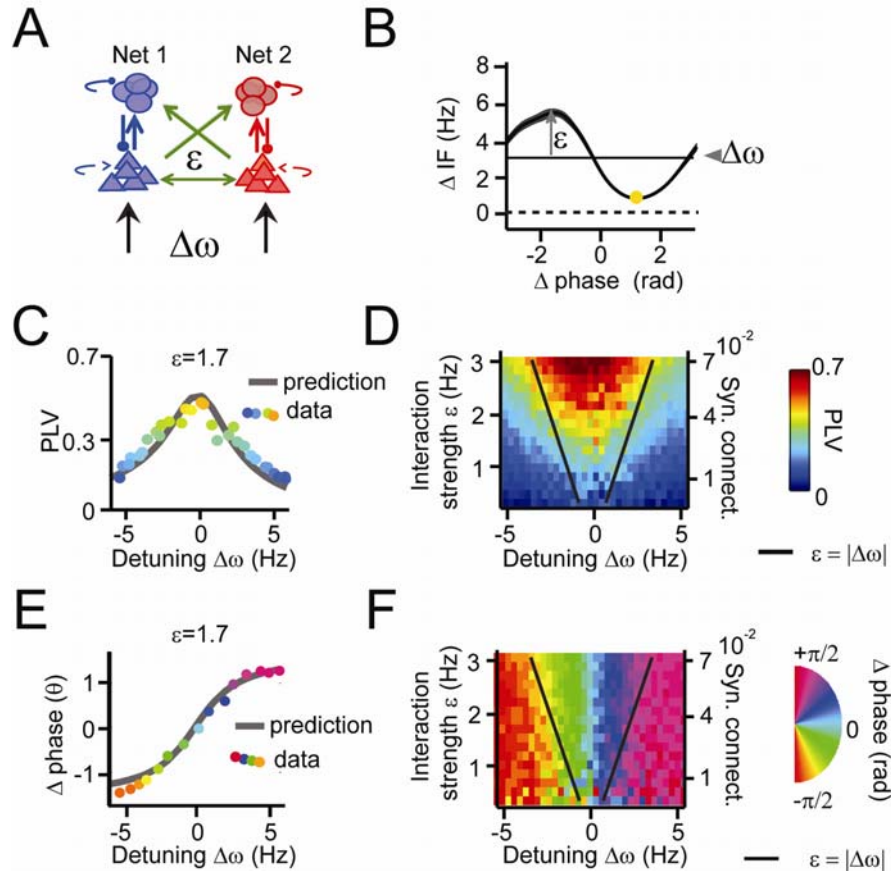 A
Net 1
Net 2
ε
Δω
B
Δ IF (Hz)
8
6
4
2
0
ε
Δω
-2
0
2
Δ phase (rad)
C
ε=1.7
PLV
0.7
0.3
0
prediction
data
-5
0
5
Detuning Δω (Hz)
D
Interaction
strength ε (Hz)
3
2
1
-5
0
5
Detuning Δω (Hz)
7
10-2
4
1
Syn. connect.
0.7
PLV
0
ε = |Δω|
E
ε=1.7
Δ phase (θ)
1
0
-1
prediction
data
-5
0
5
Detuning Δω (Hz)
F
Interaction
strength ε (Hz)
3
2
1
-5
0
5
Detuning Δω (Hz)
7
10-2
4
1
Syn. connect.
+π/2
0
-π/2
Δ phase
(rad)
ε = |Δω|